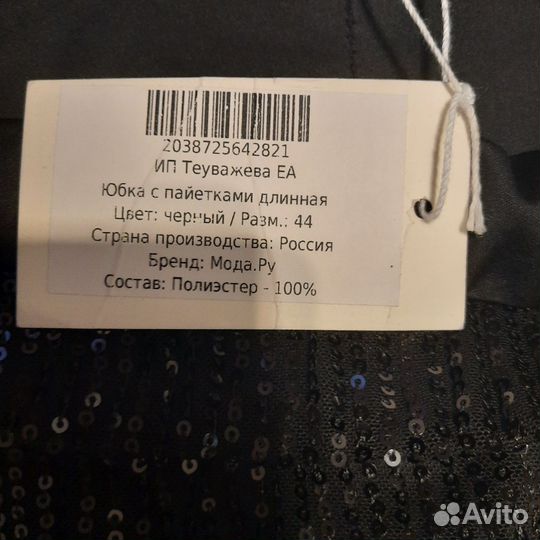 2038725642821
ИП Теуважева ЕА
Юбка с пайетками длинная
Цвет: черный / Разм.: 44
Страна производства: Россия
Бренд: Мода.Ру
Состав: Полиэстер - 100%
Avito